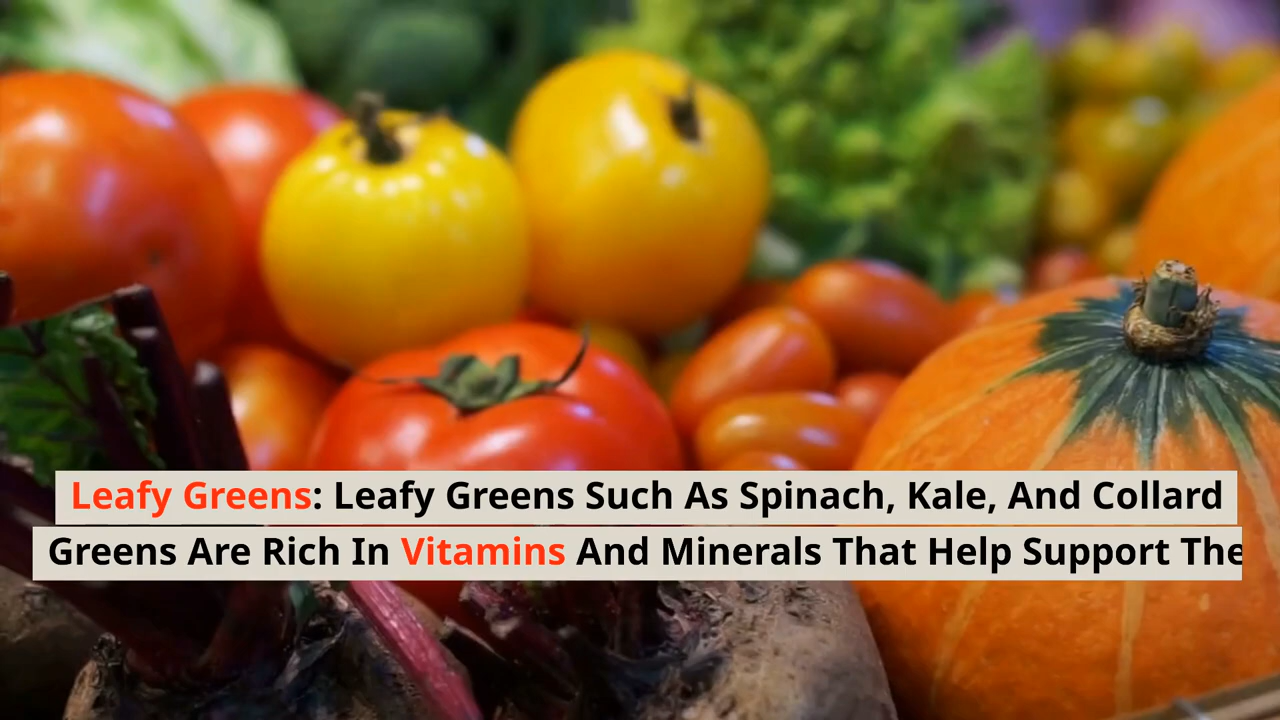 Leafy Greens: Leafy Greens Such As Spinach, Kale, And Collard
Greens Are Rich In Vitamins And Minerals That Help Support The